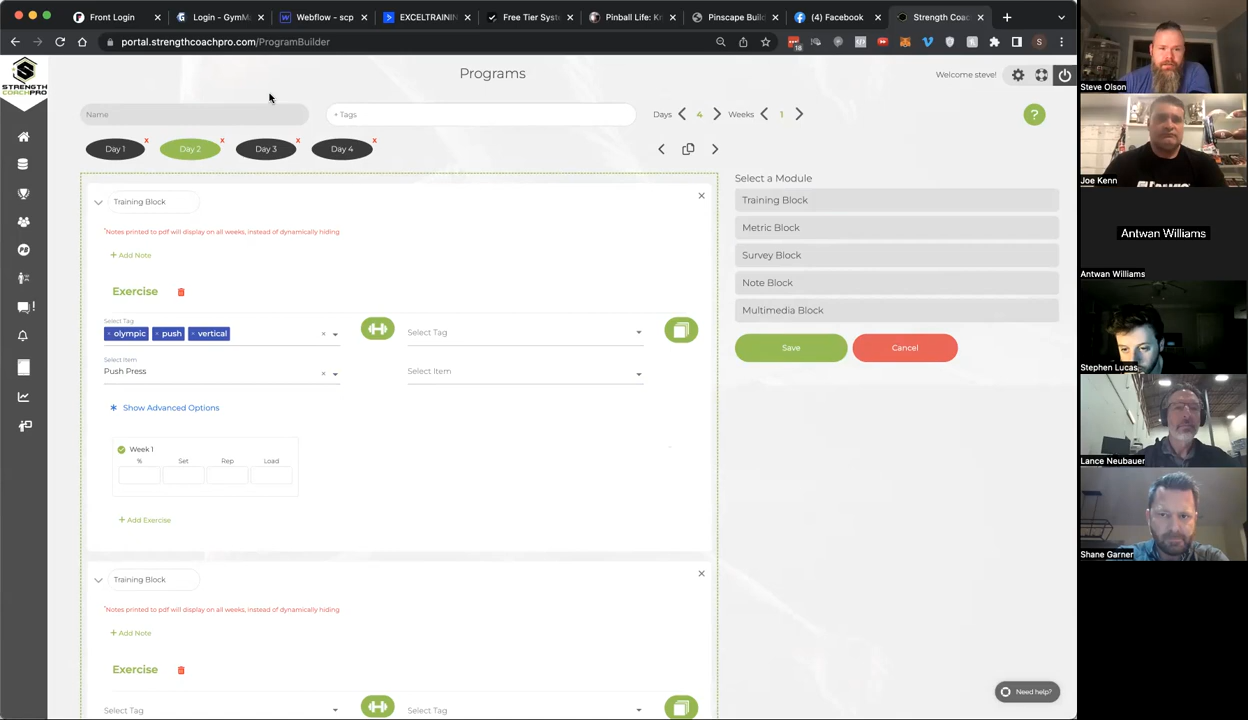 Front Login
Login - GymMa
Webflow - scp
EXCELTRAININ
Free Tier Syst
Pinball Life: Kn
Pinscape Build
(4) Facebook
Strength Coac
portal.strengthcoachpro.com/ProgramBuilder
18
S
STRENGTH
COACHPRO
Programs
Welcome steve!
Name
+ Tags
Days 4 Weeks 1
?
Day 1 x
Day 2 x
Day 3 x
Day 4 x
Training Block
*Notes printed to pdf will display on all weeks, instead of dynamically hiding
+ Add Note
Exercise
Select Tag
× olympic × push × vertical
Select Tag
Select Item
Push Press
Select Item
Show Advanced Options
Week 1
% Set Rep Load
+ Add Exercise
Training Block
*Notes printed to pdf will display on all weeks, instead of dynamically hiding
+ Add Note
Exercise
Select Tag
Select Tag
Select a Module
Training Block
Metric Block
Survey Block
Note Block
Multimedia Block
Save
Cancel
Need help?
Steve Olson
Joe Kenn
Antwan Williams
Antwan Williams
Stephen Lucas
Lance Neubauer
Shane Garner